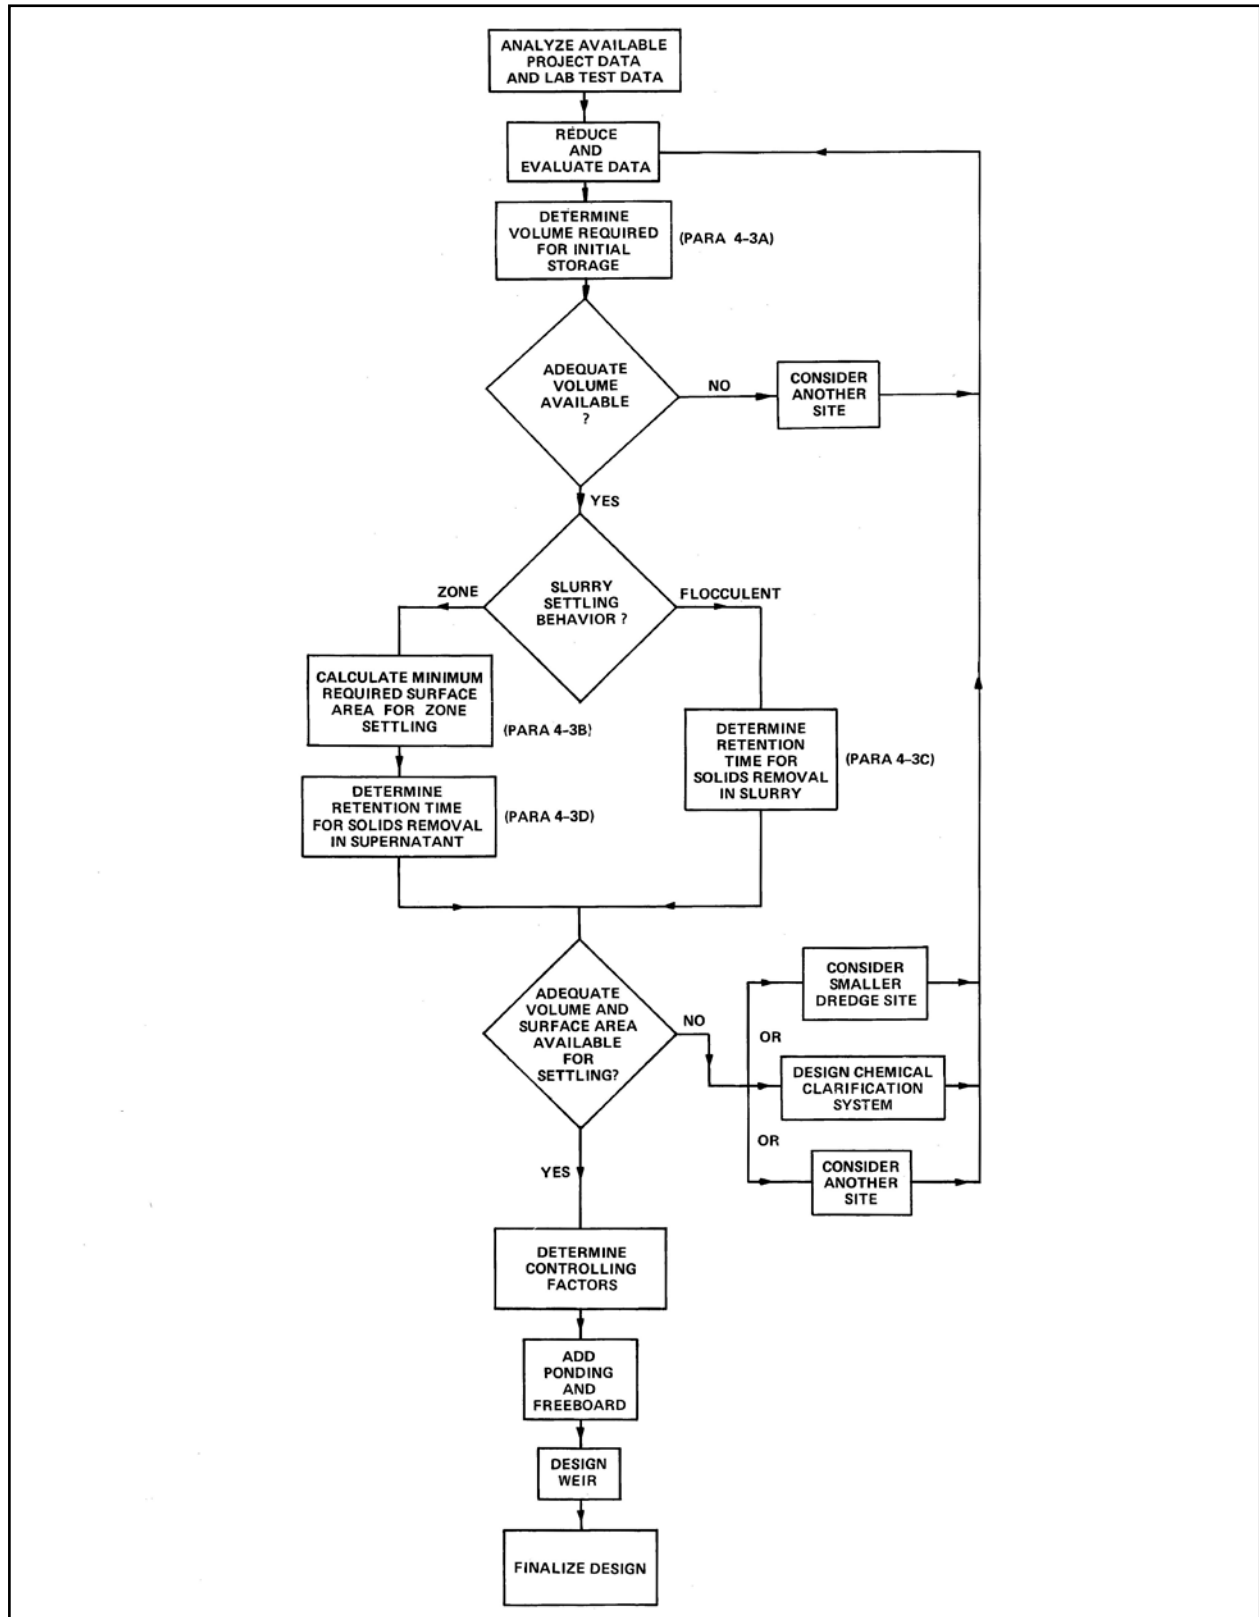 ANALYZE AVAILABLE
PROJECT DATA
AND LAB TEST DATA
REDUCE
AND
EVALUATE DATA
DETERMINE
VOLUME REQUIRED
FOR INITIAL
STORAGE
(PARA 4-3A)
ADEQUATE
VOLUME
AVAILABLE
?
NO
CONSIDER
ANOTHER
SITE
YES
SLURRY
SETTLING
BEHAVIOR ?
ZONE
FLOCCULENT
CALCULATE MINIMUM
REQUIRED SURFACE
AREA FOR ZONE
SETTLING
(PARA 4-3B)
DETERMINE
RETENTION TIME
FOR SOLIDS REMOVAL
IN SUPERNATANT
(PARA 4-3D)
DETERMINE
RETENTION
TIME FOR
SOLIDS REMOVAL
IN SLURRY
(PARA 4-3C)
ADEQUATE
VOLUME AND
SURFACE AREA
AVAILABLE
FOR
SETTLING?
NO
CONSIDER
SMALLER
DREDGE SITE
OR
DESIGN CHEMICAL
CLARIFICATION
SYSTEM
OR
CONSIDER
ANOTHER
SITE
YES
DETERMINE
CONTROLLING
FACTORS
ADD
PONDING
AND
FREEBOARD
DESIGN
WEIR
FINALIZE DESIGN